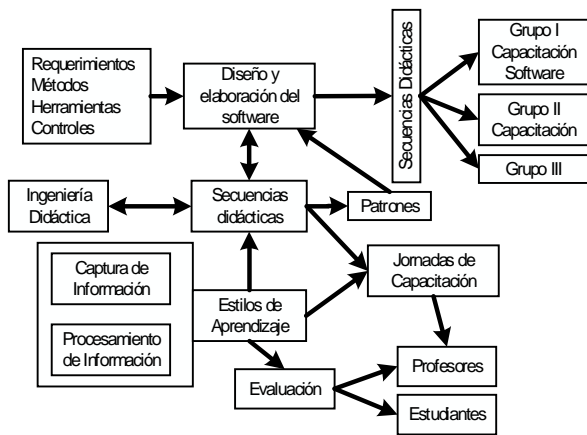 Requerimientos
Métodos
Herramientas
Controles
Diseño y
elaboración del
software
Secuencias Didácticas
Grupo I
Capacitación
Software
Grupo II
Capacitación
Grupo III
Ingeniería
Didáctica
Secuencias
didácticas
Patrones
Captura de
Información
Procesamiento
de Información
Estilos de
Aprendizaje
Jornadas de
Capacitación
Evaluación
Profesores
Estudiantes